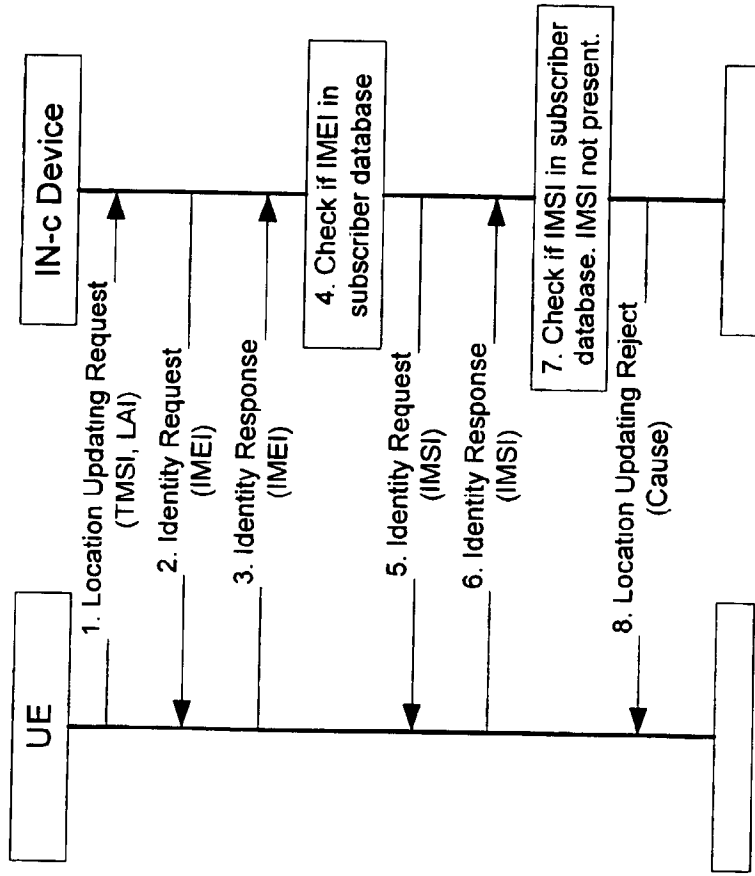 UE
IN-c Device
1. Location Updating Request
(TMSI, LAI)
2. Identity Request
(IMEI)
3. Identity Response
(IMEI)
4. Check if IMEI in
subscriber database
5. Identity Request
(IMSI)
6. Identity Response
(IMSI)
7. Check if IMSI in subscriber
database. IMSI not present.
8. Location Updating Reject
(Cause)